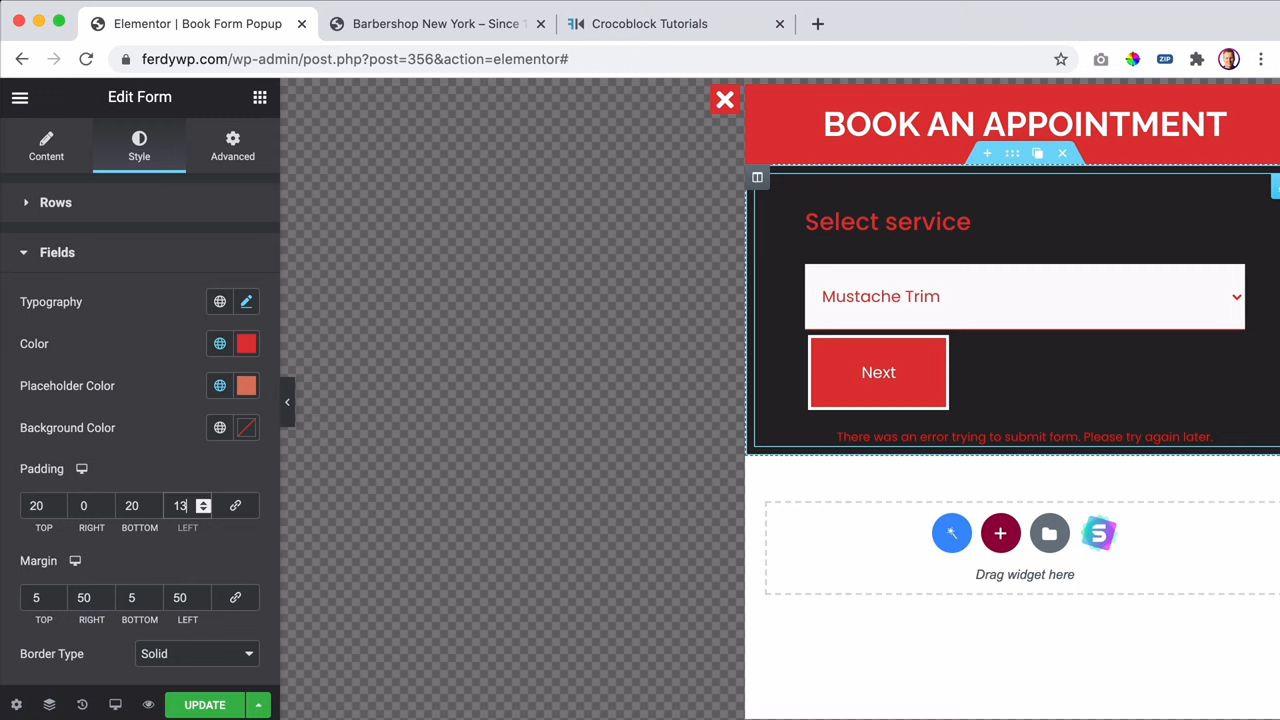 Elementor | Book Form Popup
Barbershop New York – Since 1
Crocoblock Tutorials
ferdywp.com/wp-admin/post.php?post=356&action=elementor#
ZIP
Edit Form
Content
Style
Advanced
Rows
Fields
Typography
Color
Placeholder Color
Background Color
Padding
20 0 20 13
TOP RIGHT BOTTOM LEFT
Margin
5 50 5 50
TOP RIGHT BOTTOM LEFT
Border Type
Solid
UPDATE
BOOK AN APPOINTMENT
Select service
Mustache Trim
Next
There was an error trying to submit form. Please try again later.
Drag widget here